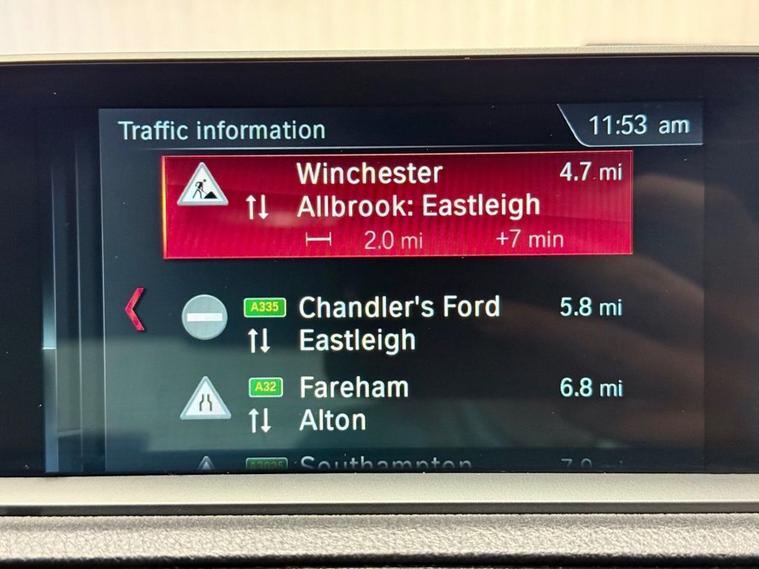 Traffic information
11:53 am
Winchester 4.7 mi
Allbrook: Eastleigh
2.0 mi +7 min
A335 Chandler's Ford 5.8 mi
Eastleigh
A32 Fareham 6.8 mi
Alton
Southampton